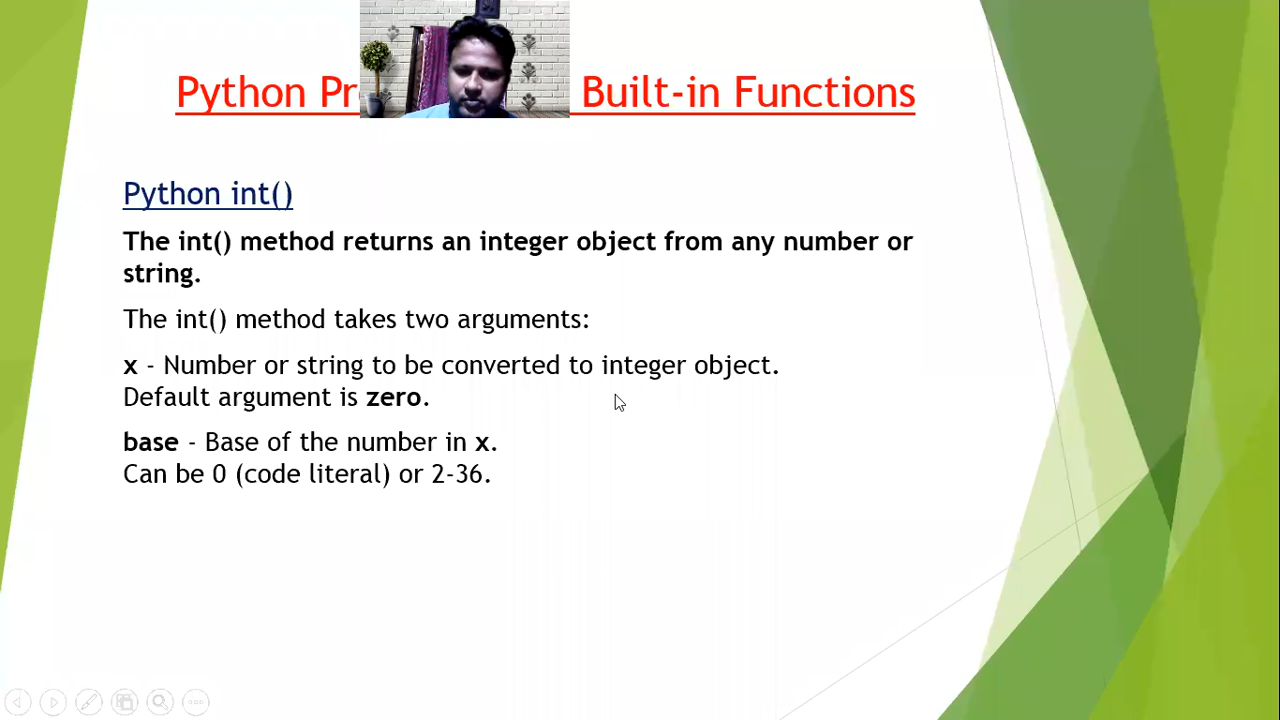 Python Pr Built-in Functions
Python int()
The int() method returns an integer object from any number or
string.
The int() method takes two arguments:
x - Number or string to be converted to integer object.
Default argument is zero.
base - Base of the number in x.
Can be 0 (code literal) or 2-36.